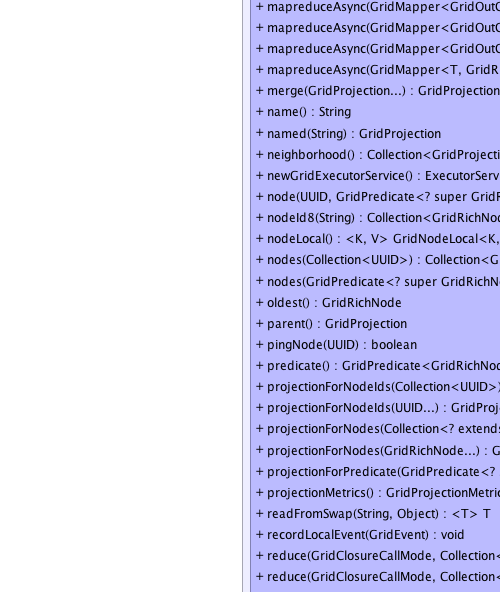 + mapreduceAsync(GridMapper<GridOut
+ mapreduceAsync(GridMapper<GridOut
+ mapreduceAsync(GridMapper<GridOut
+ mapreduceAsync(GridMapper<T, GridR
+ merge(GridProjection...) : GridProjection
+ name() : String
+ named(String) : GridProjection
+ neighborhood() : Collection<GridProjecti
+ newGridExecutorService() : ExecutorServ
+ node(UUID, GridPredicate<? super GridR
+ nodeId8(String) : Collection<GridRichNod
+ nodeLocal() : <K, V> GridNodeLocal<K,
+ nodes(Collection<UUID>) : Collection<G
+ nodes(GridPredicate<? super GridRichN
+ oldest() : GridRichNode
+ parent() : GridProjection
+ pingNode(UUID) : boolean
+ predicate() : GridPredicate<GridRichNod
+ projectionForNodeIds(Collection<UUID>)
+ projectionForNodeIds(UUID...) : GridProj
+ projectionForNodes(Collection<? extends
+ projectionForNodes(GridRichNode...) : G
+ projectionForPredicate(GridPredicate<?
+ projectionMetrics() : GridProjectionMetric
+ readFromSwap(String, Object) : <T> T
+ recordLocalEvent(GridEvent) : void
+ reduce(GridClosureCallMode, Collection<
+ reduce(GridClosureCallMode, Collection<